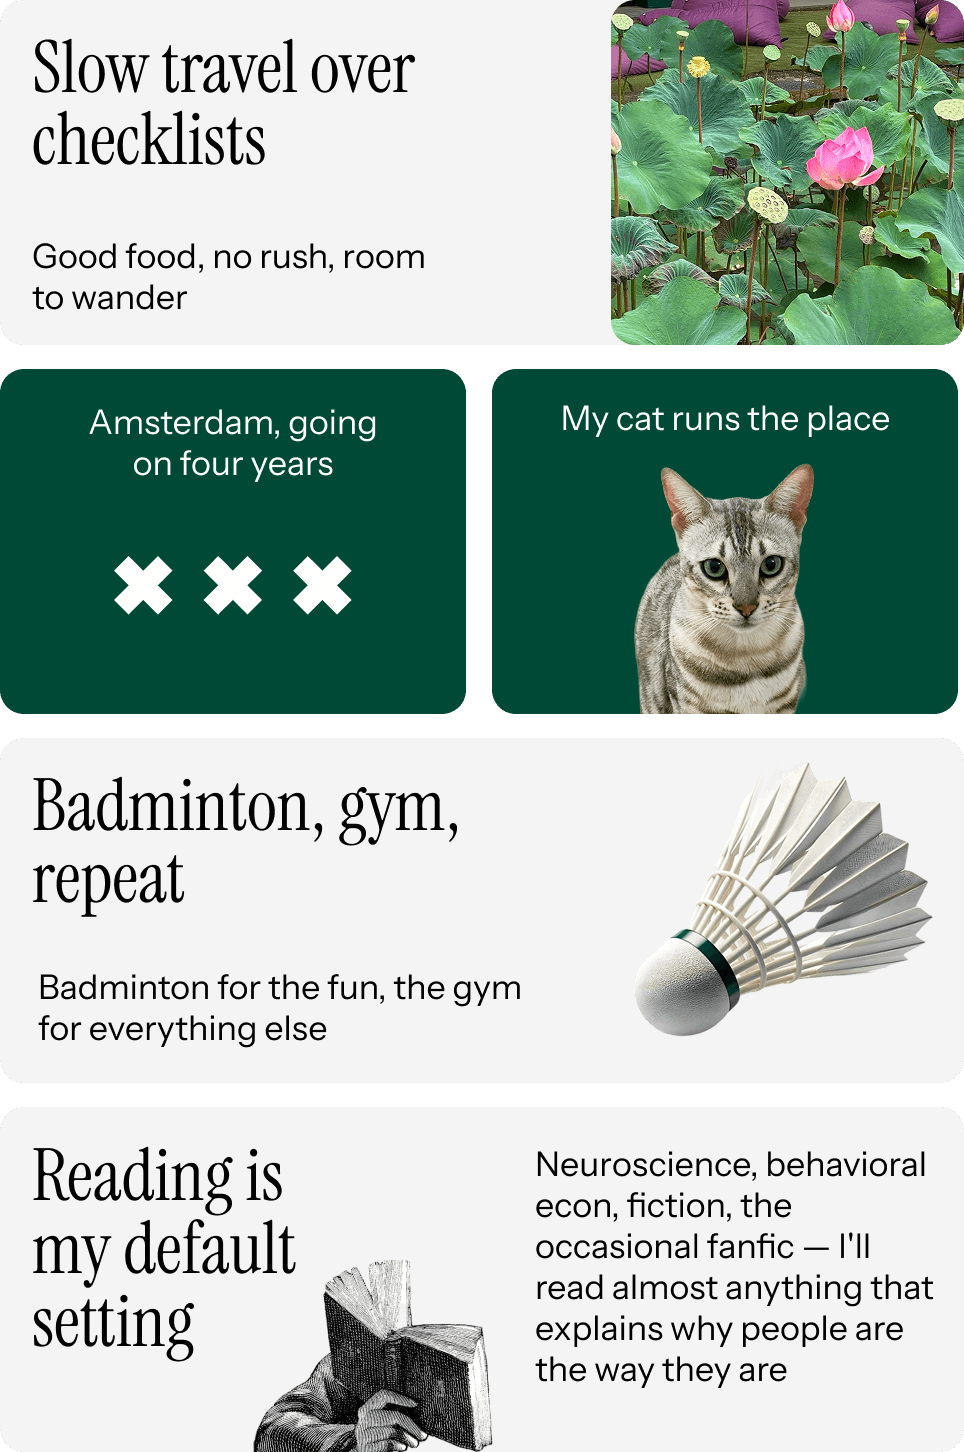 Slow travel over
checklists
Good food, no rush, room
to wander
Amsterdam, going
on four years
My cat runs the place
Badminton, gym,
repeat
Badminton for the fun, the gym
for everything else
Reading is
my default
setting
Neuroscience, behavioral
econ, fiction, the
occasional fanfic — I'll
read almost anything that
explains why people are
the way they are